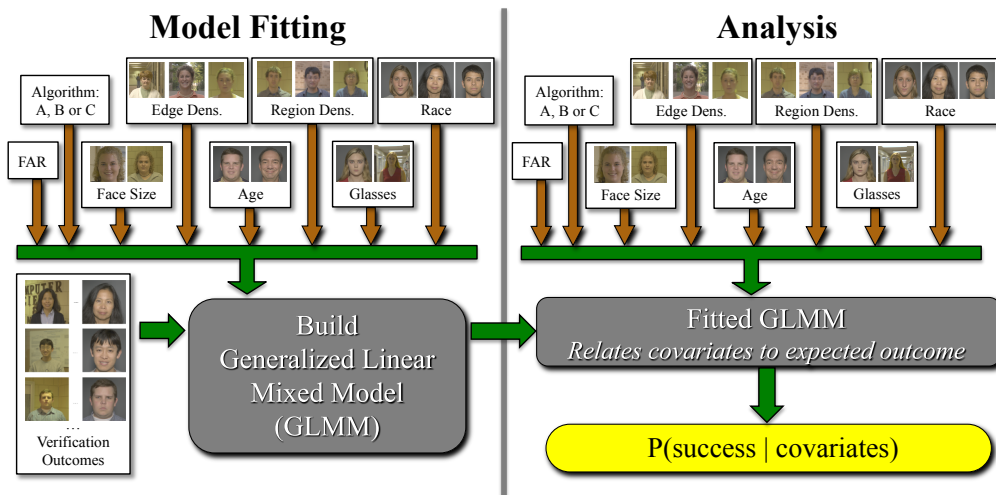 Model Fitting
Algorithm:
A, B or C
Edge Dens.
Region Dens.
Race
FAR
Face Size
Age
Glasses
...
Verification
Outcomes
Build
Generalized Linear
Mixed Model
(GLMM)
Analysis
Algorithm:
A, B or C
Edge Dens.
Region Dens.
Race
FAR
Face Size
Age
Glasses
Fitted GLMM
Relates covariates to expected outcome
P(success | covariates)